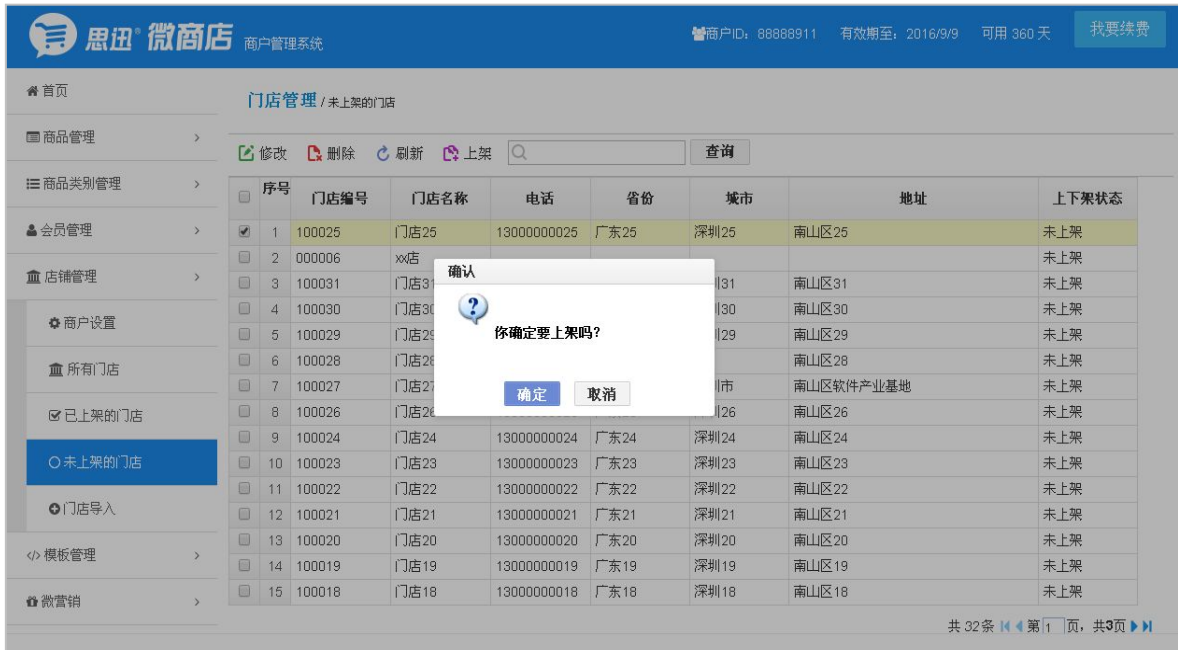 思迅® 微商店 商户管理系统 商户ID：88888911 有效期至：2016/9/9 可用 360 天 我要续费
首页
商品管理
商品类别管理
会员管理
店铺管理
商户设置
所有门店
已上架的门店
未上架的门店
门店导入
模板管理
微营销
门店管理 / 未上架的门店
修改 删除 刷新 上架 查询
序号 门店编号 门店名称 电话 省份 城市 地址 上下架状态
1 100025 门店25 13000000025 广东25 深圳25 南山区25 未上架
2 000006 xx店 未上架
3 100031 门店31 圳31 南山区31 未上架
4 100030 门店30 圳30 南山区30 未上架
5 100029 门店29 圳29 南山区29 未上架
6 100028 门店28 南山区28 未上架
7 100027 门店27 圳市 南山区软件产业基地 未上架
8 100026 门店26 圳26 南山区26 未上架
9 100024 门店24 13000000024 广东24 深圳24 南山区24 未上架
10 100023 门店23 13000000023 广东23 深圳23 南山区23 未上架
11 100022 门店22 13000000022 广东22 深圳22 南山区22 未上架
12 100021 门店21 13000000021 广东21 深圳21 南山区21 未上架
13 100020 门店20 13000000020 广东20 深圳20 南山区20 未上架
14 100019 门店19 13000000019 广东19 深圳19 南山区19 未上架
15 100018 门店18 13000000018 广东18 深圳18 南山区18 未上架
共 32条 第 1 页，共3页
确认
你确定要上架吗？
确定 取消